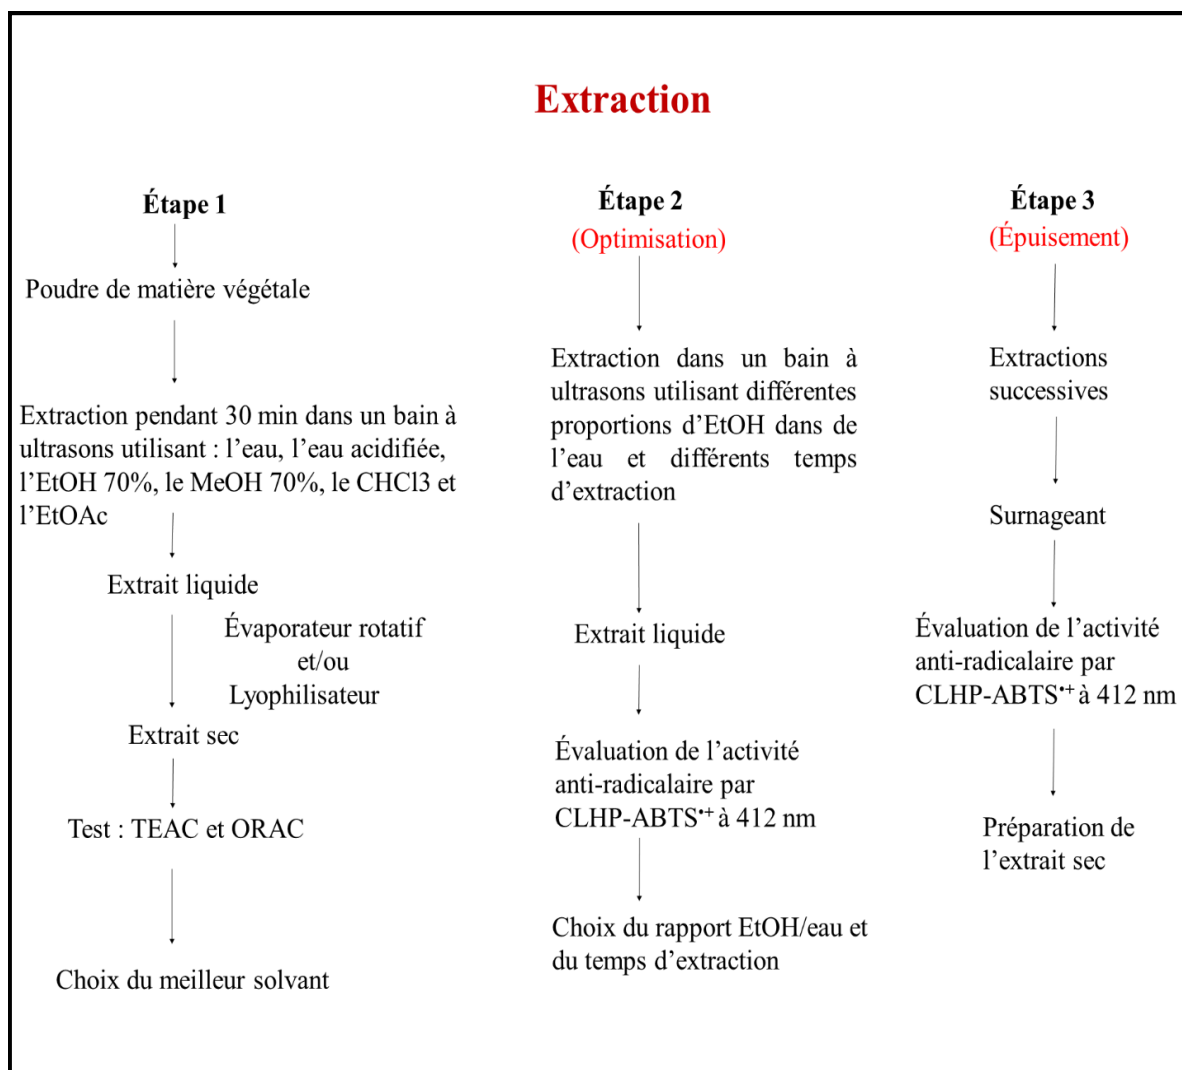 Extraction
Étape 1
Poudre de matière végétale
Extraction pendant 30 min dans un bain à
ultrasons utilisant : l’eau, l’eau acidifiée,
l’EtOH 70%, le MeOH 70%, le CHCl3 et
l’EtOAc
Extrait liquide
Évaporateur rotatif
et/ou
Lyophilisateur
Extrait sec
Test : TEAC et ORAC
Choix du meilleur solvant
Étape 2
(Optimisation)
Extraction dans un bain à
ultrasons utilisant différentes
proportions d’EtOH dans de
l’eau et différents temps
d’extraction
Extrait liquide
Évaluation de l’activité
anti-radicalaire par
CLHP-ABTS•+ à 412 nm
Choix du rapport EtOH/eau et
du temps d’extraction
Étape 3
(Épuisement)
Extractions
successives
Surnageant
Évaluation de l’activité
anti-radicalaire par
CLHP-ABTS•+ à 412 nm
Préparation de
l’extrait sec